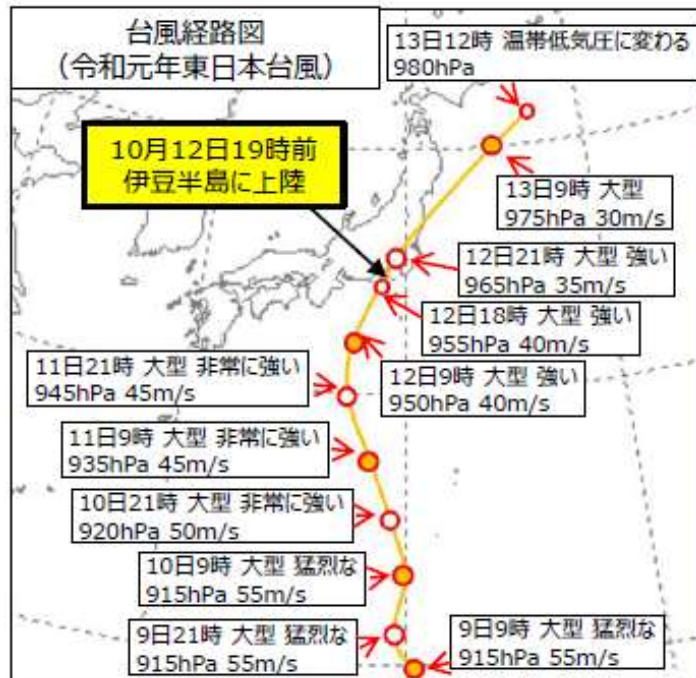 台風経路図
（令和元年東日本台風）
13日12時 温帯低気圧に変わる
980hPa
10月12日19時前
伊豆半島に上陸
13日9時 大型
975hPa 30m/s
12日21時 大型 強い
965hPa 35m/s
12日18時 大型 強い
955hPa 40m/s
11日21時 大型 非常に強い
945hPa 45m/s
12日9時 大型 強い
950hPa 40m/s
11日9時 大型 非常に強い
935hPa 45m/s
10日21時 大型 非常に強い
920hPa 50m/s
10日9時 大型 猛烈な
915hPa 55m/s
9日21時 大型 猛烈な
915hPa 55m/s
9日9時 大型 猛烈な
915hPa 55m/s